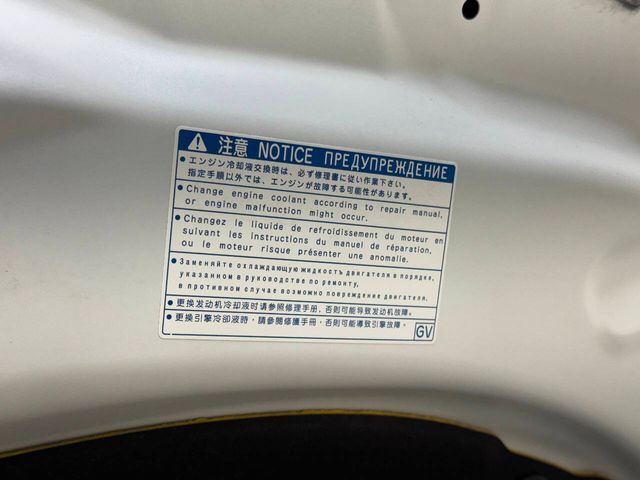 注意 NOTICE ПРЕДУПРЕЖДЕНИЕ
• エンジン冷却液交換時は、必ず修理書に従い作業下さい。
指定手順以外では、エンジンが故障する可能性があります。
• Change engine coolant according to repair manual,
or engine malfunction might occur.
• Changez le liquide de refroidissement du moteur en
suivant les instructions du manuel de réparation,
ou le moteur risque présenter une anomalie.
• Заменяйте охлаждающую жидкость двигателя в порядке,
указанном в руководстве по ремонту,
в противном случае возможно повреждение двигателя.
• 更换发动机冷却液时请参照修理手册，否则可能导致发动机故障。
• 更換引擎冷卻液時，請參閱修護手冊，否則可能導致引擎故障。
GV